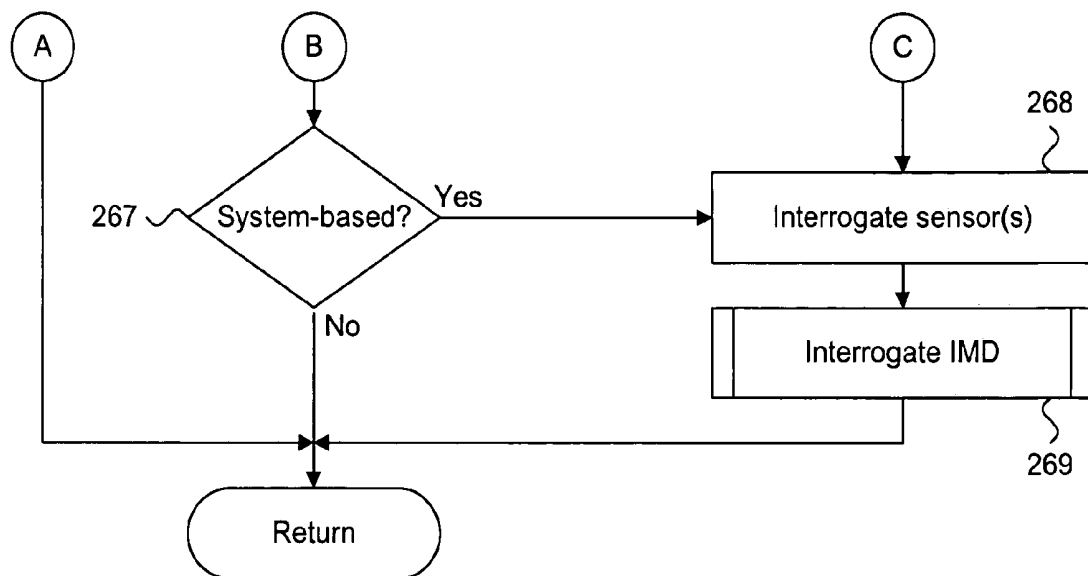 A
B
C
268
267
System-based?
Yes
Interrogate sensor(s)
No
Interrogate IMD
269
Return